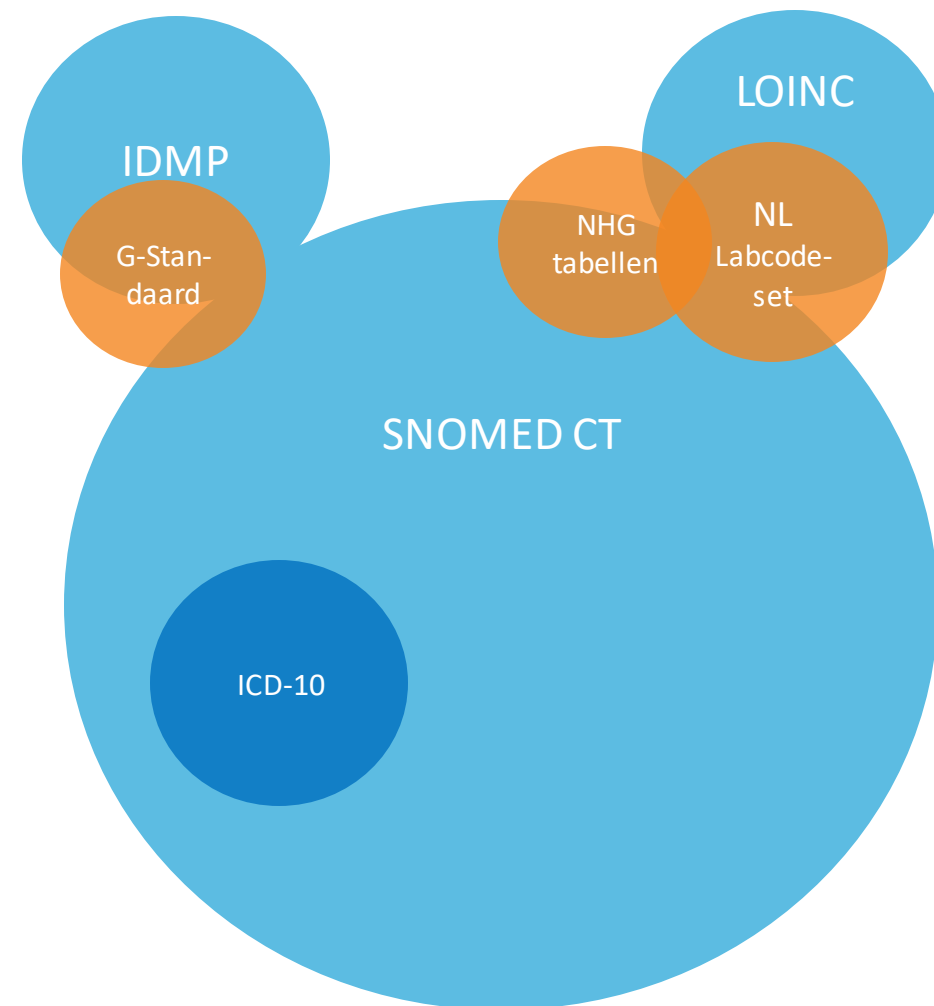 LOINC
IDMP
G-Stan-
daard
NHG
tabellen
NL
Labcode-
set
SNOMED CT
ICD-10